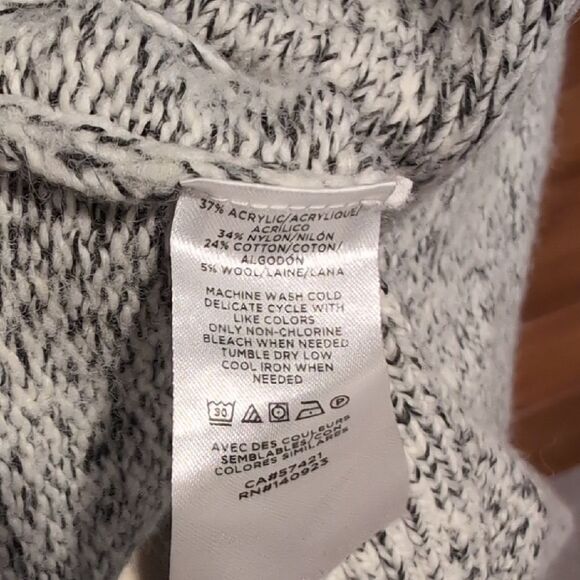 37% ACRYLIC/ACRYLIQUE/
ACRÍLICO
34% NYLON/NILÓN
24% COTTON/COTON/
ALGODÓN
5% WOOL/LAINE/LANA
MACHINE WASH COLD
DELICATE CYCLE WITH
LIKE COLORS
ONLY NON-CHLORINE
BLEACH WHEN NEEDED
TUMBLE DRY LOW
COOL IRON WHEN
NEEDED
30 P
AVEC DES COULEURS
SEMBLABLES/CON
COLORES SIMILARES
CA#57421
RN#140923